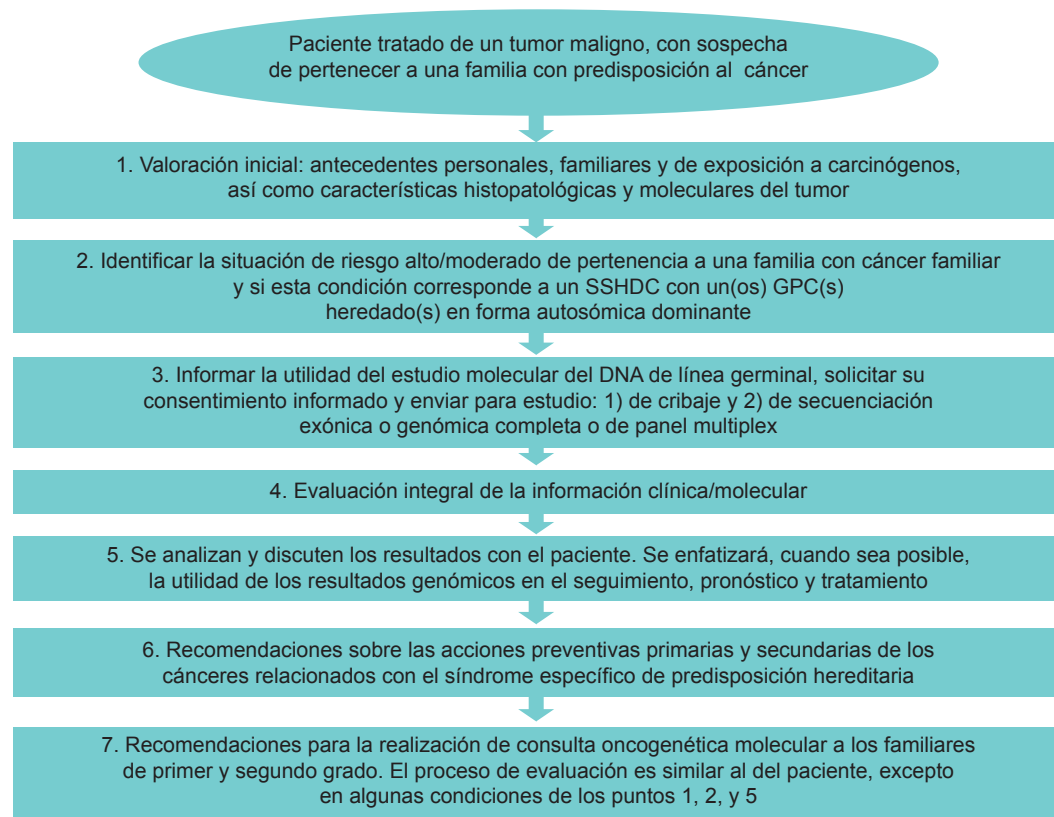 Paciente tratado de un tumor maligno, con sospecha
de pertenecer a una familia con predisposición al cáncer
1. Valoración inicial: antecedentes personales, familiares y de exposición a carcinógenos,
así como características histopatológicas y moleculares del tumor
2. Identificar la situación de riesgo alto/moderado de pertenencia a una familia con cáncer familiar
y si esta condición corresponde a un SSHDC con un(os) GPC(s)
heredado(s) en forma autosómica dominante
3. Informar la utilidad del estudio molecular del DNA de línea germinal, solicitar su
consentimiento informado y enviar para estudio: 1) de cribaje y 2) de secuenciación
exónica o genómica completa o de panel multiplex
4. Evaluación integral de la información clínica/molecular
5. Se analizan y discuten los resultados con el paciente. Se enfatizará, cuando sea posible,
la utilidad de los resultados genómicos en el seguimiento, pronóstico y tratamiento
6. Recomendaciones sobre las acciones preventivas primarias y secundarias de los
cánceres relacionados con el síndrome específico de predisposición hereditaria
7. Recomendaciones para la realización de consulta oncogenética molecular a los familiares
de primer y segundo grado. El proceso de evaluación es similar al del paciente, excepto
en algunas condiciones de los puntos 1, 2, y 5